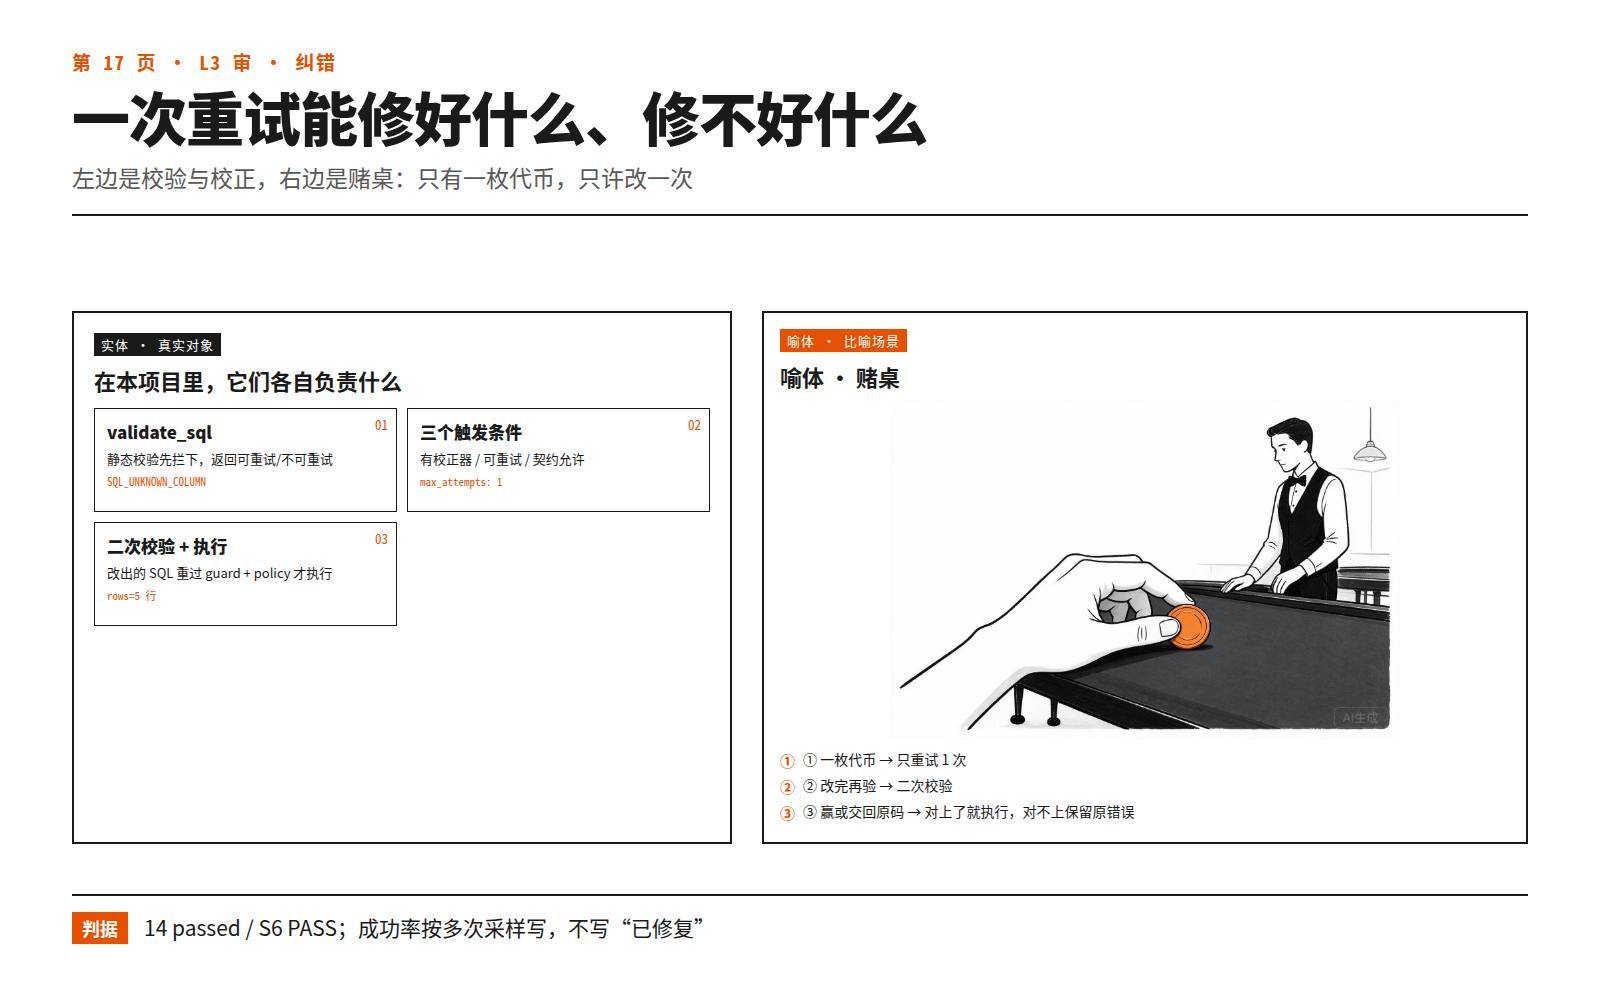 第 17 页 · L3 审 · 纠错
一次重试能修好什么、修不好什么
左边是校验与校正，右边是赌桌：只有一枚代币，只许改一次
实体 · 真实对象
在本项目里，它们各自负责什么
validate_sql
01
静态校验先拦下，返回可重试/不可重试
SQL_UNKNOWN_COLUMN
三个触发条件
02
有校正器 / 可重试 / 契约允许
max_attempts: 1
二次校验 + 执行
03
改出的 SQL 重过 guard + policy 才执行
rows=5 行
喻体 · 比喻场景
喻体 · 赌桌
AI生成
① ① 一枚代币 → 只重试 1 次
② ② 改完再验 → 二次校验
③ ③ 赢或交回原码 → 对上了就执行，对不上保留原错误
判据 14 passed / S6 PASS；成功率按多次采样写，不写“已修复”